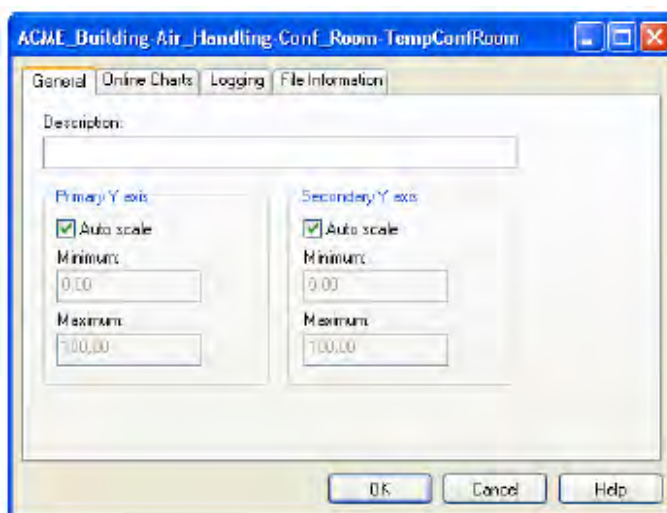 ACME_Building-Air_Handling-Conf_Room-TempConfRoom
General Online Charts Logging File Information
Description:
Primary Y axis Secondary Y axis
Auto scale Auto scale
Minimum: Minimum:
0.00 0.00
Maximum: Maximum:
100.00 100.00
OK Cancel Help